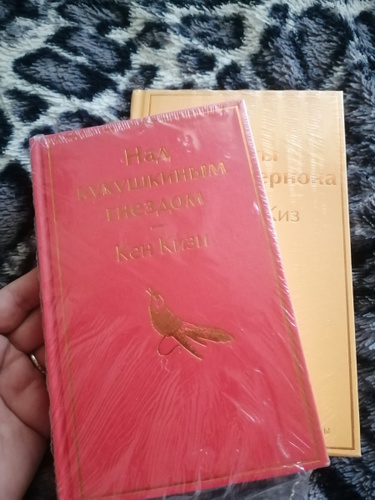 Над
кукушкиным
гнездом
Кен Кизи
ы
ернона
Киз